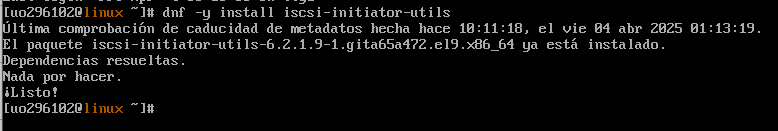 [uo296102@linux ~]# dnf -y install iscsi-initiator-utils
Última comprobación de caducidad de metadatos hecha hace 10:11:18, el vie 04 abr 2025 01:13:19.
El paquete iscsi-initiator-utils-6.2.1.9-1.gita65a472.el9.x86_64 ya está instalado.
Dependencias resueltas.
Nada por hacer.
¡Listo!
[uo296102@linux ~]#